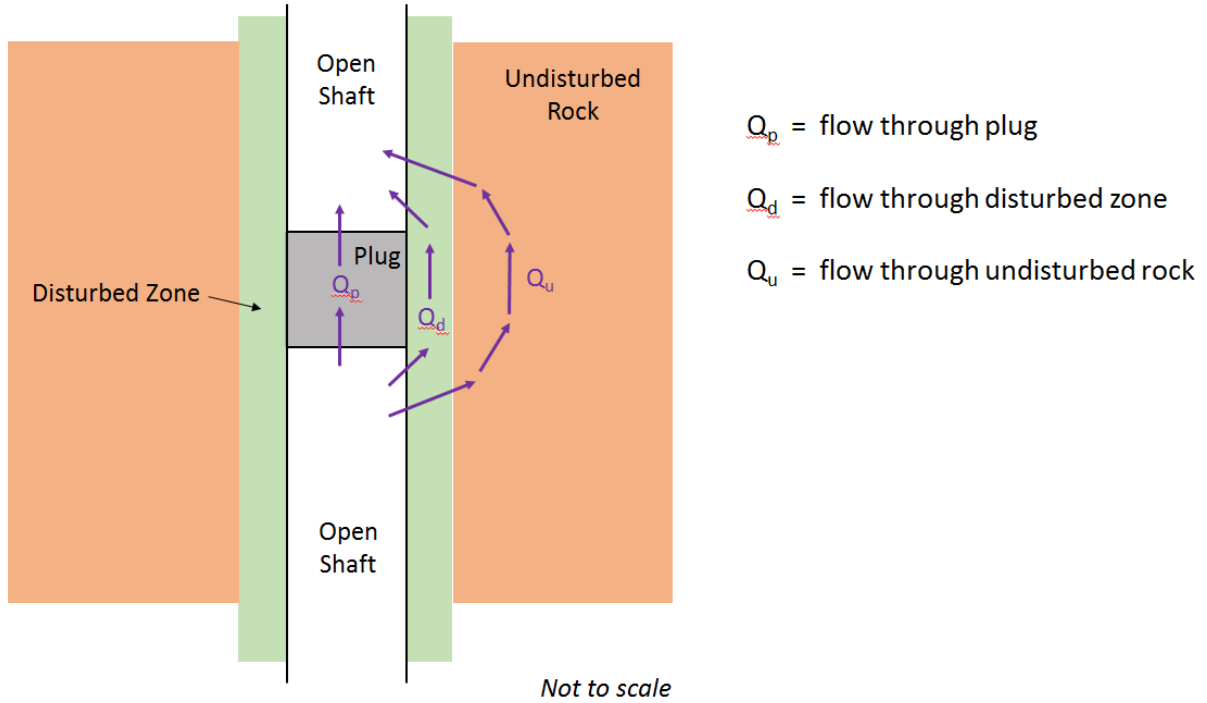 Open
Shaft
Undisturbed
Rock
Qp = flow through plug
Qd = flow through disturbed zone
Qu = flow through undisturbed rock
Plug
Disturbed Zone
Qp
Qd
Qu
Open
Shaft
Not to scale